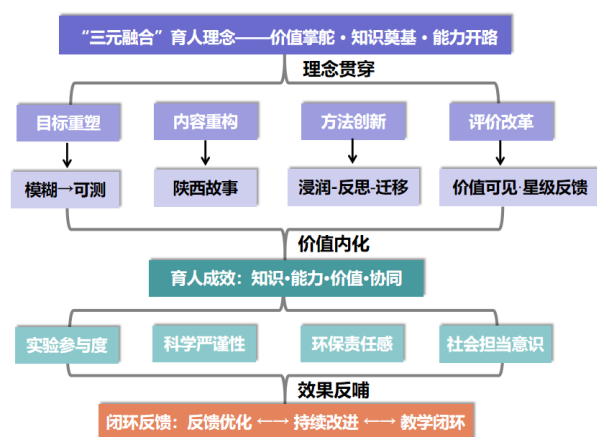 “三元融合”育人理念——价值掌舵·知识奠基·能力开路
理念贯穿
目标重塑 内容重构 方法创新 评价改革
模糊→可测 陕西故事 浸润-反思-迁移 价值可见·星级反馈
价值内化
育人成效：知识·能力·价值·协同
实验参与度 科学严谨性 环保责任感 社会担当意识
效果反哺
闭环反馈：反馈优化 ←→ 持续改进 ←→ 教学闭环